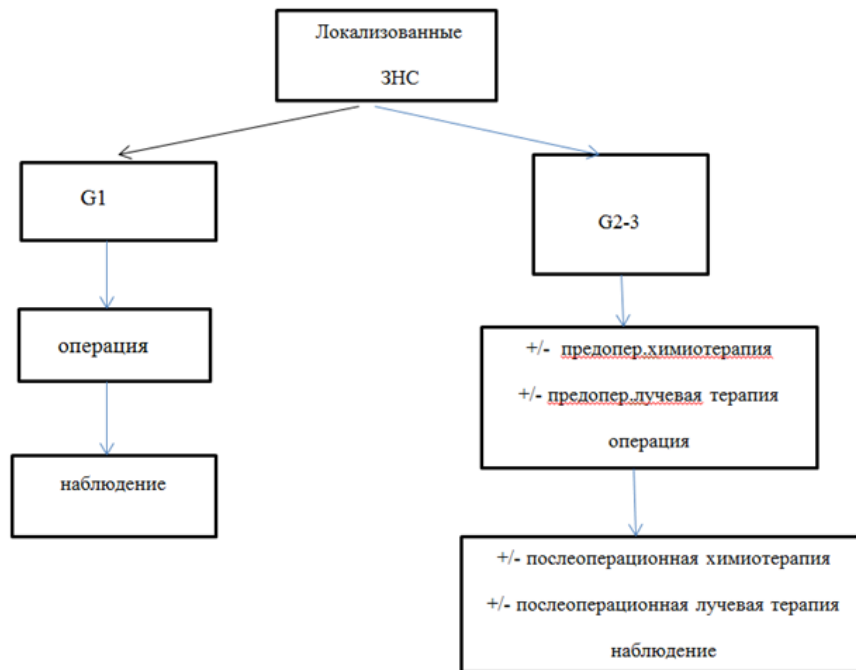 Локализованные
ЗНС
G1
G2-3
операция
+/- предопер.химиотерапия
+/- предопер.лучевая терапия
операция
наблюдение
+/- послеоперационная химиотерапия
+/- послеоперационная лучевая терапия
наблюдение